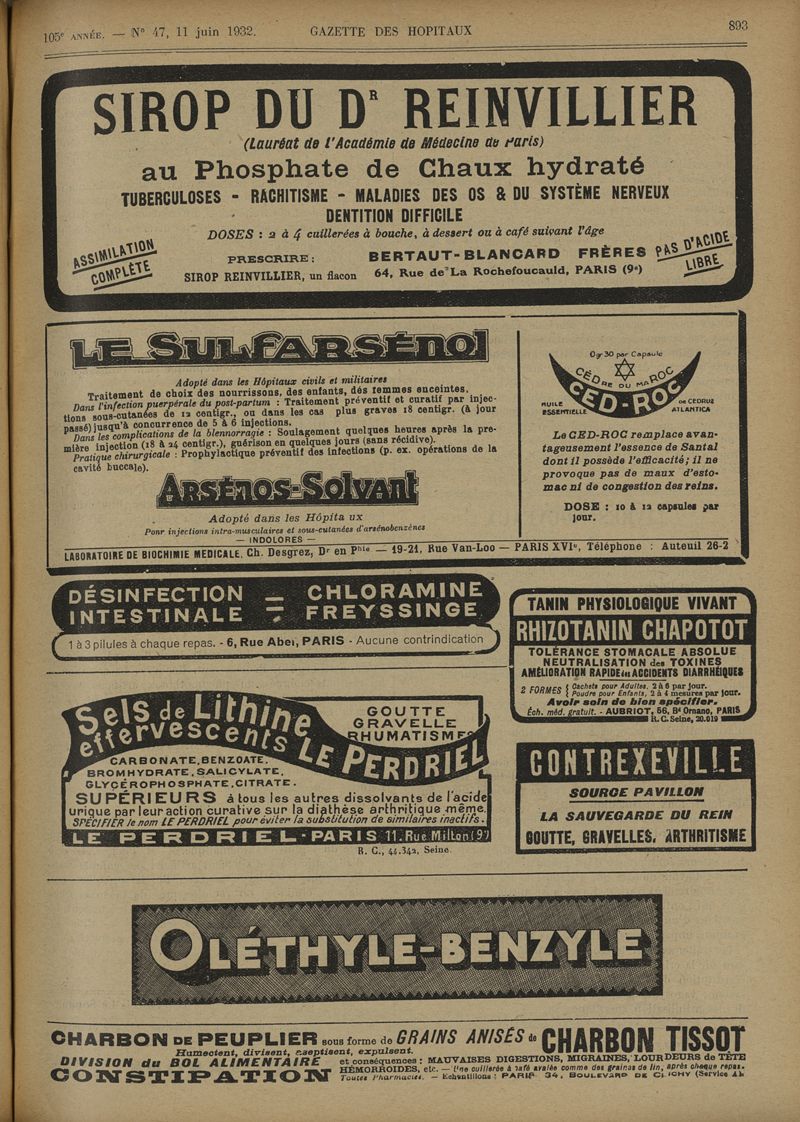 105e ANNÉE. — N° 47, 11 juin 1932. GAZETTE DES HOPITAUX 893
SIROP DU DR REINVILLIER
(Lauréat de l'Académie de Médecine de Paris)
au Phosphate de Chaux hydraté
TUBERCULOSES - RACHITISME - MALADIES DES OS & DU SYSTÈME NERVEUX
DENTITION DIFFICILE
DOSES : 2 à 4 cuillerées à bouche, à dessert ou à café suivant l'âge
ASSIMILATION
COMPLÈTE
PRESCRIRE :
SIROP REINVILLIER, un flacon
BERTAUT-BLANCARD FRÈRES
64, Rue de La Rochefoucauld, PARIS (9e)
PAS D'ACIDE
LIBRE
LE SULFARSÉNOL
Adopté dans les Hôpitaux civils et militaires
Traitement de choix des nourrissons, des enfants, des femmes enceintes.
Dans l'infection puerpérale du post-partum : Traitement préventif et curatif par injec-
tions sous-cutanées de 12 centigr., ou dans les cas plus graves 18 centigr. (à jour
passé) jusqu'à concurrence de 5 à 6 injections.
Dans les complications de la blennorragie : Soulagement quelques heures après la pre-
mière injection (18 à 24 centigr.), guérison en quelques jours (sans récidive).
Pratique chirurgicale : Prophylactique préventif des infections (p. ex. opérations de la
cavité buccale).
ARSÉNOS-SOLVANT
Adopté dans les Hôpita ux
Pour injections intra-musculaires et sous-cutanées d'arsénobenzènes
— INDOLORES —
0gr30 par Capsule
CÈDRE DU MAROC
CED-ROC
HUILE
ESSENTIELLE
de CEDRUS
ATLANTICA
Le CED-ROC remplace avan-
tageusement l'essence de Santal
dont il possède l'efficacité; il ne
provoque pas de maux d'esto-
mac ni de congestion des reins.
DOSE : 10 à 12 capsules par
jour.
LABORATOIRE DE BIOCHIMIE MEDICALE, Ch. Desgrez, Dr en Phie — 19-21, Rue Van-Loo — PARIS XVIe, Téléphone : Auteuil 26-2
DÉSINFECTION INTESTINALE = CHLORAMINE FREYSSINGE
1 à 3 pilules à chaque repas. - 6, Rue Abel, PARIS - Aucune contrindication
TANIN PHYSIOLOGIQUE VIVANT
RHIZOTANIN CHAPOTOT
TOLÉRANCE STOMACALE ABSOLUE
NEUTRALISATION des TOXINES
AMÉLIORATION RAPIDE des ACCIDENTS DIARRHÉIQUES
2 FORMES { Cachets pour Adultes, 2 à 6 par jour.
{ Poudre pour Enfants, 2 à 4 mesures par jour.
Avoir soin de bien spécifier.
Éch. méd. gratuit. - AUBRIOT, 56, Bd Ornano, PARIS
R. C. Seine, 20.019
Sels de Lithine
effervescents LE PERDRIEL
GOUTTE
GRAVELLE
RHUMATISMES
CARBONATE, BENZOATE,
BROMHYDRATE, SALICYLATE,
GLYCÉROPHOSPHATE, CITRATE.
SUPÉRIEURS à tous les autres dissolvants de l'acide
urique par leur action curative sur la diathèse arthritique même.
SPÉCIFIER le nom LE PERDRIEL pour éviter la substitution de similaires inactifs.
LE PERDRIEL - PARIS 11. Rue Milton (9e)
R. C., 44.342, Seine.
CONTREXEVILLE
SOURCE PAVILLON
LA SAUVEGARDE DU REIN
GOUTTE, GRAVELLES, ARTHRITISME
OLÉTHYLE-BENZYLE
CHARBON DE PEUPLIER sous forme de GRAINS ANISÉS de CHARBON TISSOT
Humectent, divisent, aseptisent, expulsent.
DIVISION du BOL ALIMENTAIRE et conséquences : MAUVAISES DIGESTIONS, MIGRAINES, LOURDEURS de TÊTE
CONSTIPATION HÉMORROIDES, etc. — Une cuillerée à café avalée comme des graines de lin, après chaque repas.
Toutes Pharmacies. — Echantillons : PARIS 34, BOULEVARD DE CLICHY (Service A